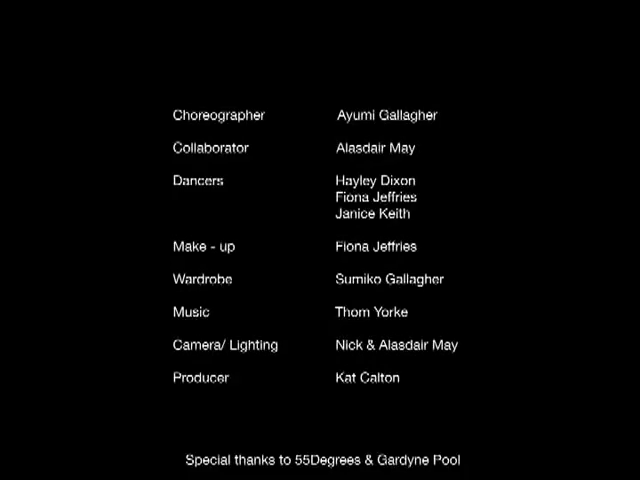 Choreographer Ayumi Gallagher
Collaborator Alasdair May
Dancers Hayley Dixon
Fiona Jeffries
Janice Keith
Make - up Fiona Jeffries
Wardrobe Sumiko Gallagher
Music Thom Yorke
Camera/ Lighting Nick & Alasdair May
Producer Kat Calton
Special thanks to 55Degrees & Gardyne Pool